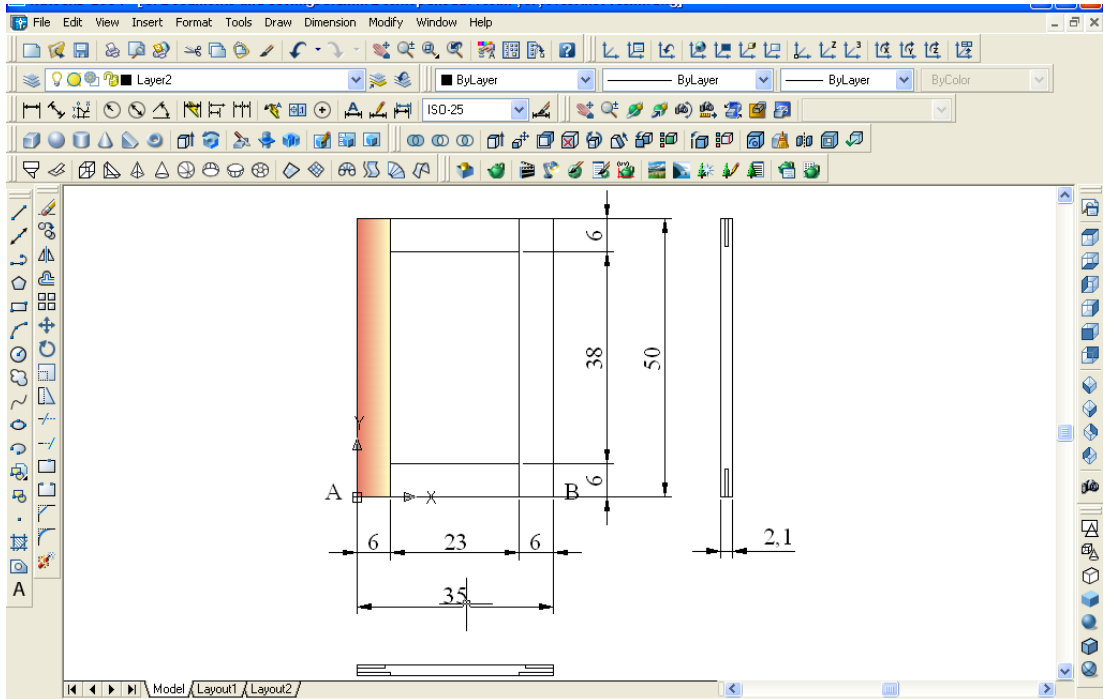 File Edit View Insert Format Tools Draw Dimension Modify Window Help
Layer2 ByLayer ByLayer ByLayer ByColor
ISO-25
6
38
50
6
Y
A X B
6 23 6
2,1
35
A
Model Layout1 Layout2